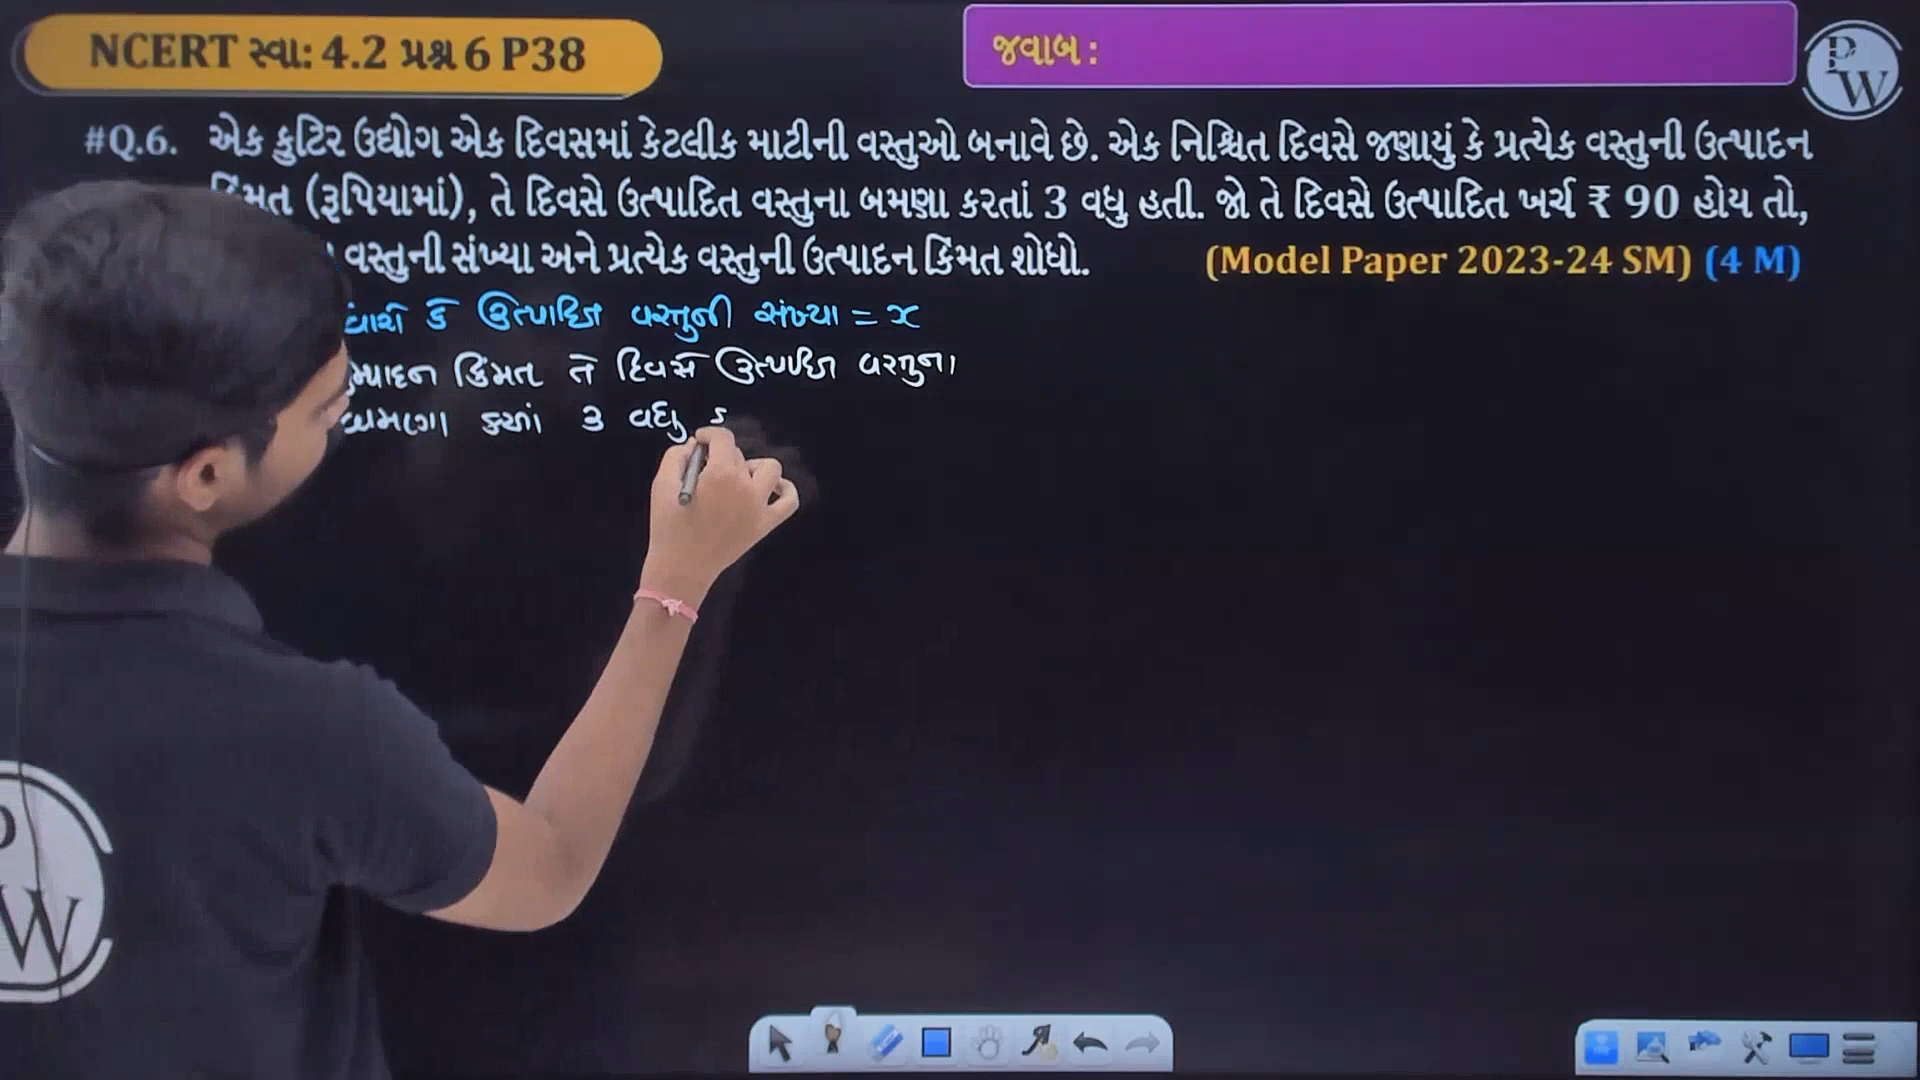 NCERT સ્વા: 4.2 પ્રશ્ન 6 P38
જવાબ :
PW
#Q.6. એક કુટિર ઉદ્યોગ એક દિવસમાં કેટલીક માટીની વસ્તુઓ બનાવે છે. એક નિશ્ચિત દિવસે જણાયું કે પ્રત્યેક વસ્તુની ઉત્પાદન
કિંમત (રૂપિયામાં), તે દિવસે ઉત્પાદિત વસ્તુના બમણા કરતાં 3 વધુ હતી. જો તે દિવસે ઉત્પાદિત ખર્ચ ₹ 90 હોય તો,
વસ્તુની સંખ્યા અને પ્રત્યેક વસ્તુની ઉત્પાદન કિંમત શોધો. (Model Paper 2023-24 SM) (4 M)
ધારો કે ઉત્પાદિત વસ્તુની સંખ્યા = x
કિંમત તે દિવસે ઉત્પાદિત વસ્તુના
બમણા કરતાં 3 વધુ